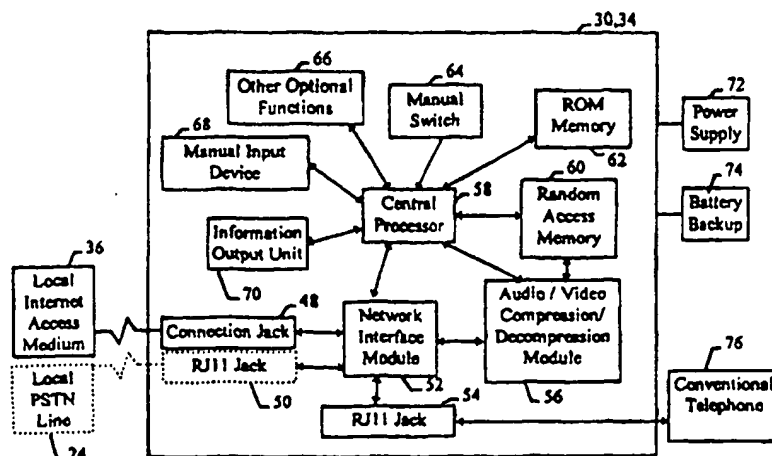 30,34
66
Other Optional
Functions
64
Manual
Switch
ROM
Memory
62
72
Power
Supply
68
Manual Input
Device
58
Central
Processor
60
Random
Access
Memory
74
Battery
Backup
Information
Output Unit
70
36
Local
Internet
Access
Medium
48
Connection Jack
RJ11 Jack
50
Network
Interface
Module
52
Audio / Video
Compression/
Decompression
Module
56
76
Conventional
Telephone
Local
PSTN
Line
24
54
RJ11 Jack